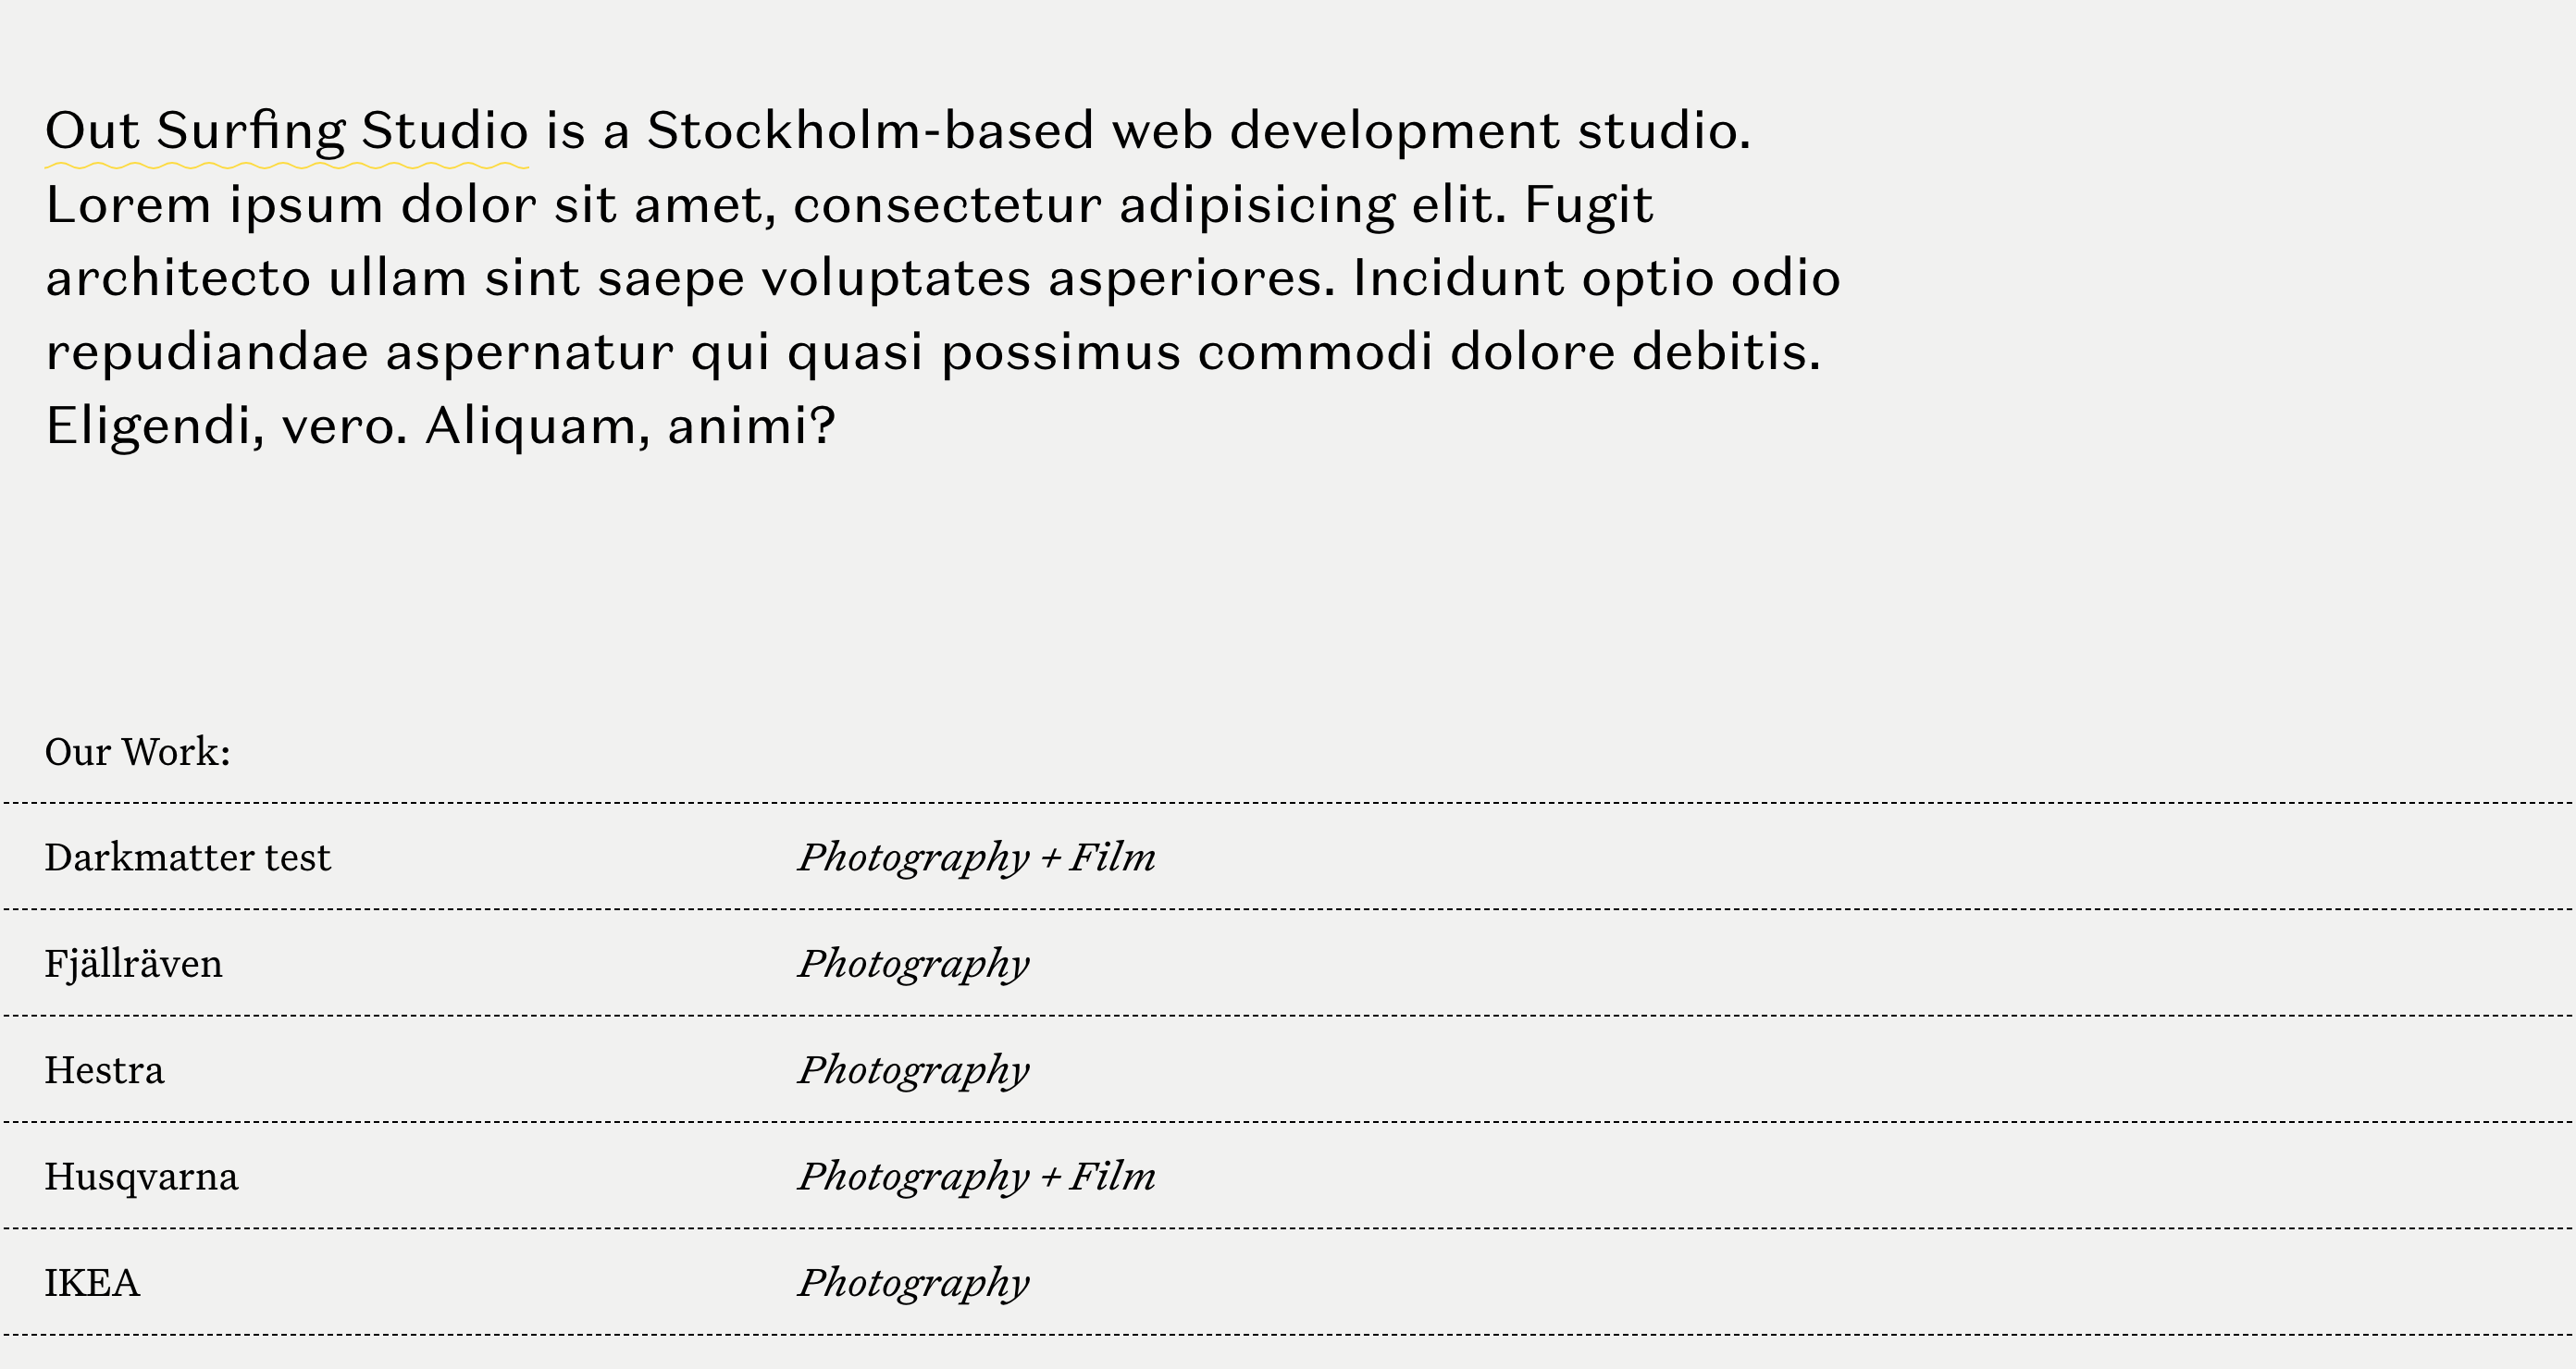 Out Surfing Studio is a Stockholm-based web development studio.
Lorem ipsum dolor sit amet, consectetur adipisicing elit. Fugit
architecto ullam sint saepe voluptates asperiores. Incidunt optio odio
repudiandae aspernatur qui quasi possimus commodi dolore debitis.
Eligendi, vero. Aliquam, animi?
Our Work:
Darkmatter test Photography + Film
Fjällräven Photography
Hestra Photography
Husqvarna Photography + Film
IKEA Photography